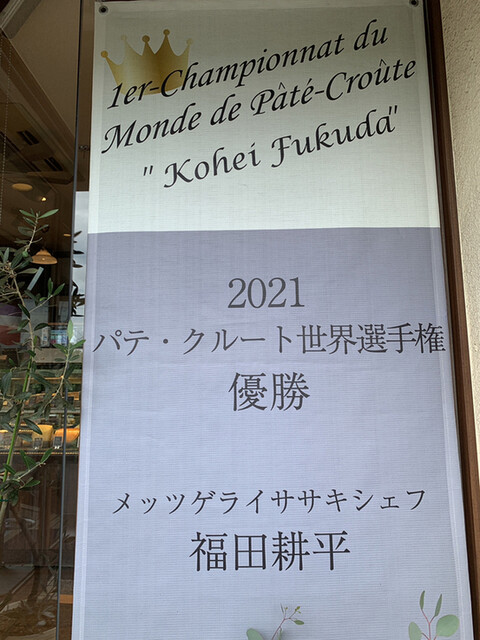 1er-Championnat du
Monde de Pâté-Croûte
" Kohei Fukuda"
2021
パテ・クルート世界選手権
優勝
メッツゲライササキシェフ
福田耕平